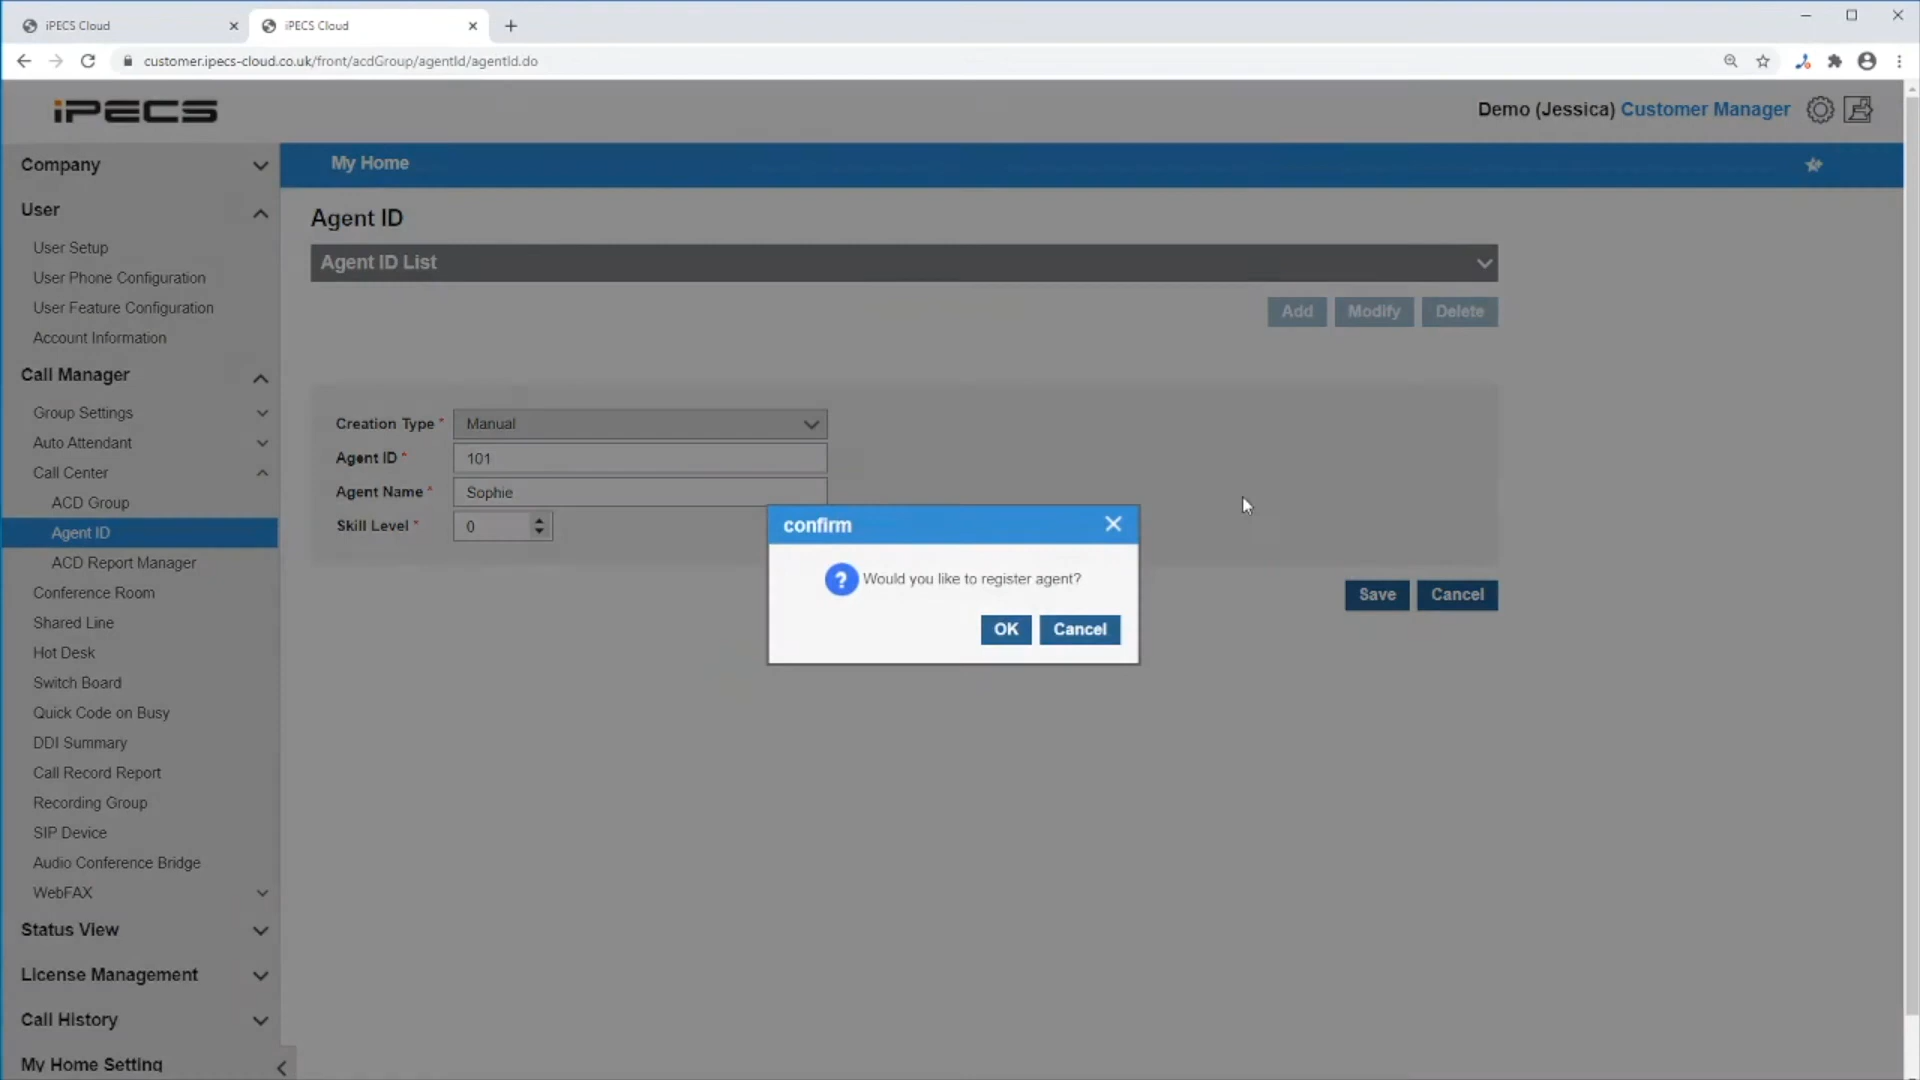 iPECS Cloud
iPECS Cloud
customer.ipecs-cloud.co.uk/front/acdGroup/agentId/agentId.do
iPECS
Demo (Jessica) Customer Manager
Company
User
User Setup
User Phone Configuration
User Feature Configuration
Account Information
Call Manager
Group Settings
Auto Attendant
Call Center
ACD Group
Agent ID
ACD Report Manager
Conference Room
Shared Line
Hot Desk
Switch Board
Quick Code on Busy
DDI Summary
Call Record Report
Recording Group
SIP Device
Audio Conference Bridge
WebFAX
Status View
License Management
Call History
My Home Setting
My Home
Agent ID
Agent ID List
Add Modify Delete
Creation Type * Manual
Agent ID * 101
Agent Name * Sophie
Skill Level * 0
Save Cancel
confirm
? Would you like to register agent?
OK Cancel